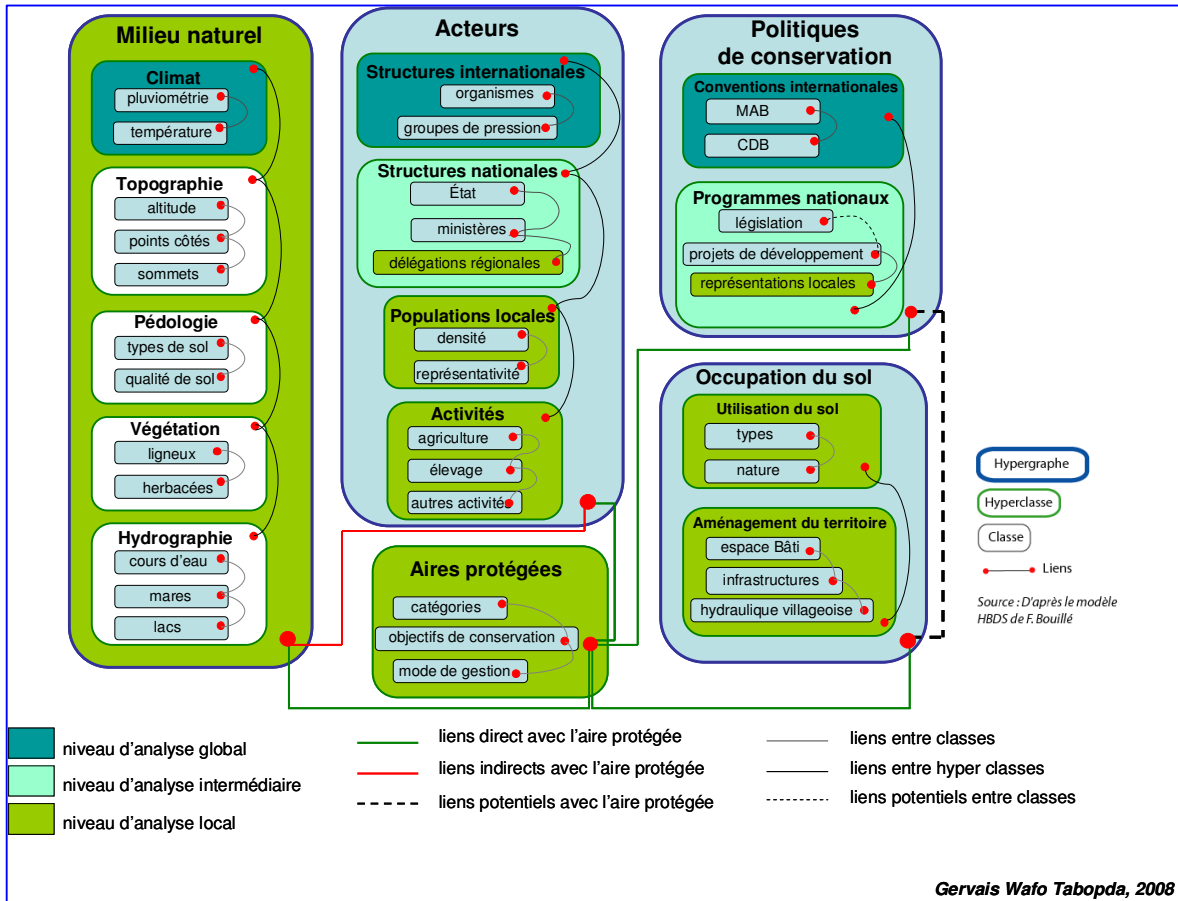 Milieu naturel
Climat
pluviométrie
température
Topographie
altitude
points côtés
sommets
Pédologie
types de sol
qualité de sol
Végétation
ligneux
herbacées
Hydrographie
cours d'eau
mares
lacs
Acteurs
Structures internationales
organismes
groupes de pression
Structures nationales
État
ministères
délégations régionales
Populations locales
densité
représentativité
Activités
agriculture
élevage
autres activités
Aires protégées
catégories
objectifs de conservation
mode de gestion
Politiques
de conservation
Conventions internationales
MAB
CDB
Programmes nationaux
législation
projets de développement
représentations locales
Occupation du sol
Utilisation du sol
types
nature
Aménagement du territoire
espace Bâti
infrastructures
hydraulique villageoise
Hypergraphe
Hyperclasse
Classe
Liens
Source : D'après le modèle
HBDS de F. Bouillé
niveau d'analyse global
niveau d'analyse intermédiaire
niveau d'analyse local
liens direct avec l'aire protégée
liens indirects avec l'aire protégée
liens potentiels avec l'aire protégée
liens entre classes
liens entre hyper classes
liens potentiels entre classes
Gervais Wafo Tabopda, 2008